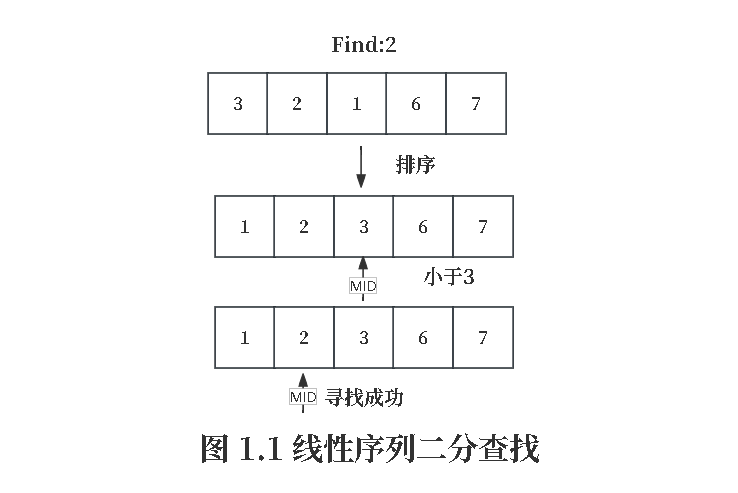 Find:2
3 2 1 6 7
排序
1 2 3 6 7
小于3
MID
1 2 3 6 7
MID 寻找成功
图 1.1 线性序列二分查找